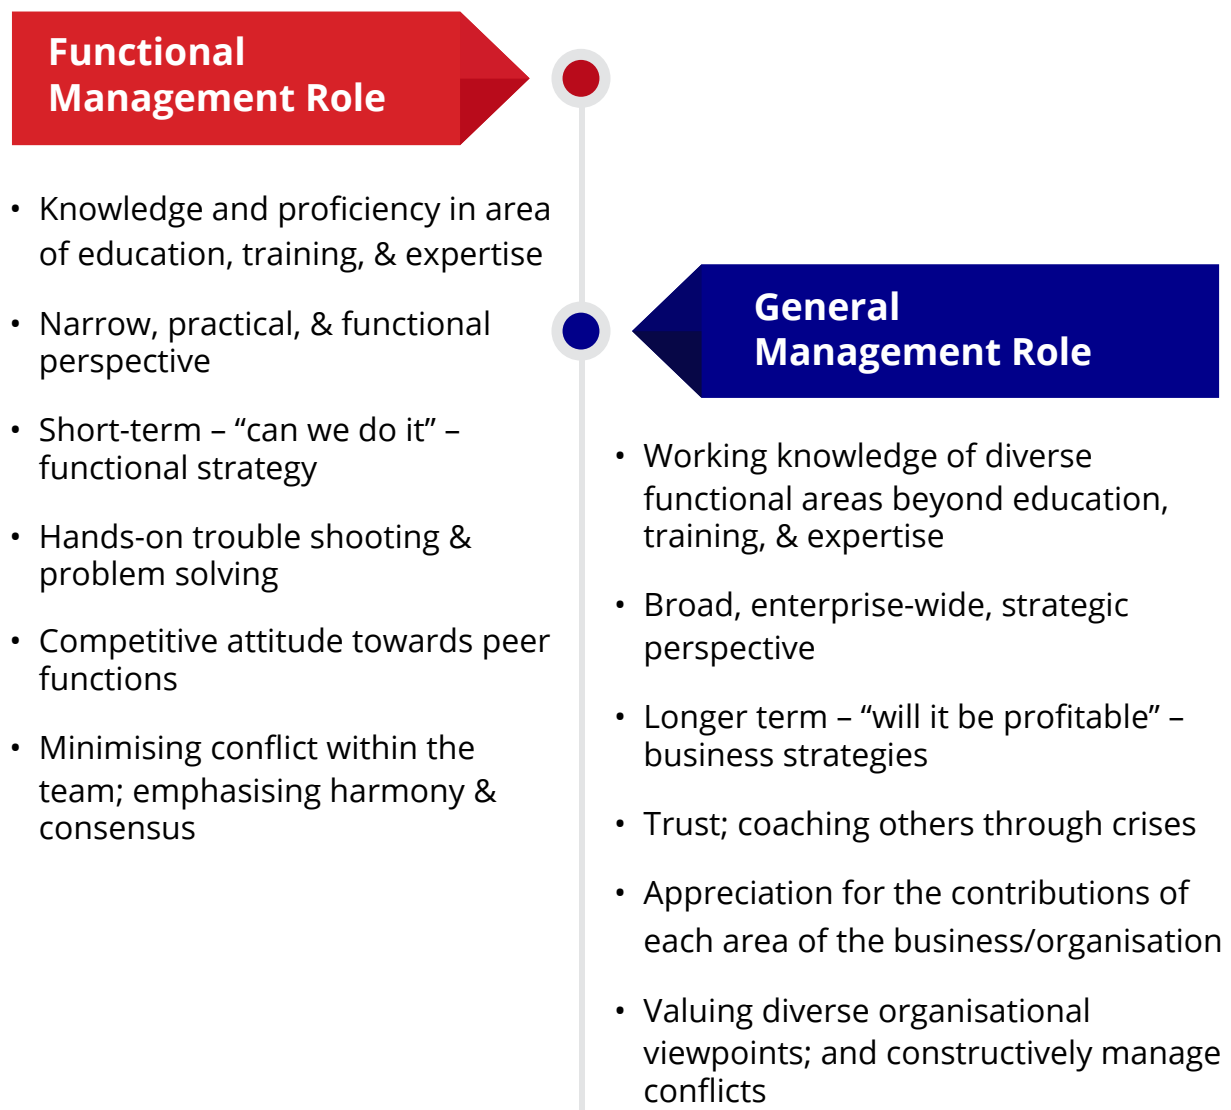 Functional
Management Role
• Knowledge and proficiency in area
of education, training, & expertise
• Narrow, practical, & functional
perspective
• Short-term – “can we do it” –
functional strategy
• Hands-on trouble shooting &
problem solving
• Competitive attitude towards peer
functions
• Minimising conflict within the
team; emphasising harmony &
consensus
General
Management Role
• Working knowledge of diverse
functional areas beyond education,
training, & expertise
• Broad, enterprise-wide, strategic
perspective
• Longer term – “will it be profitable” –
business strategies
• Trust; coaching others through crises
• Appreciation for the contributions of
each area of the business/organisation
• Valuing diverse organisational
viewpoints; and constructively manage
conflicts